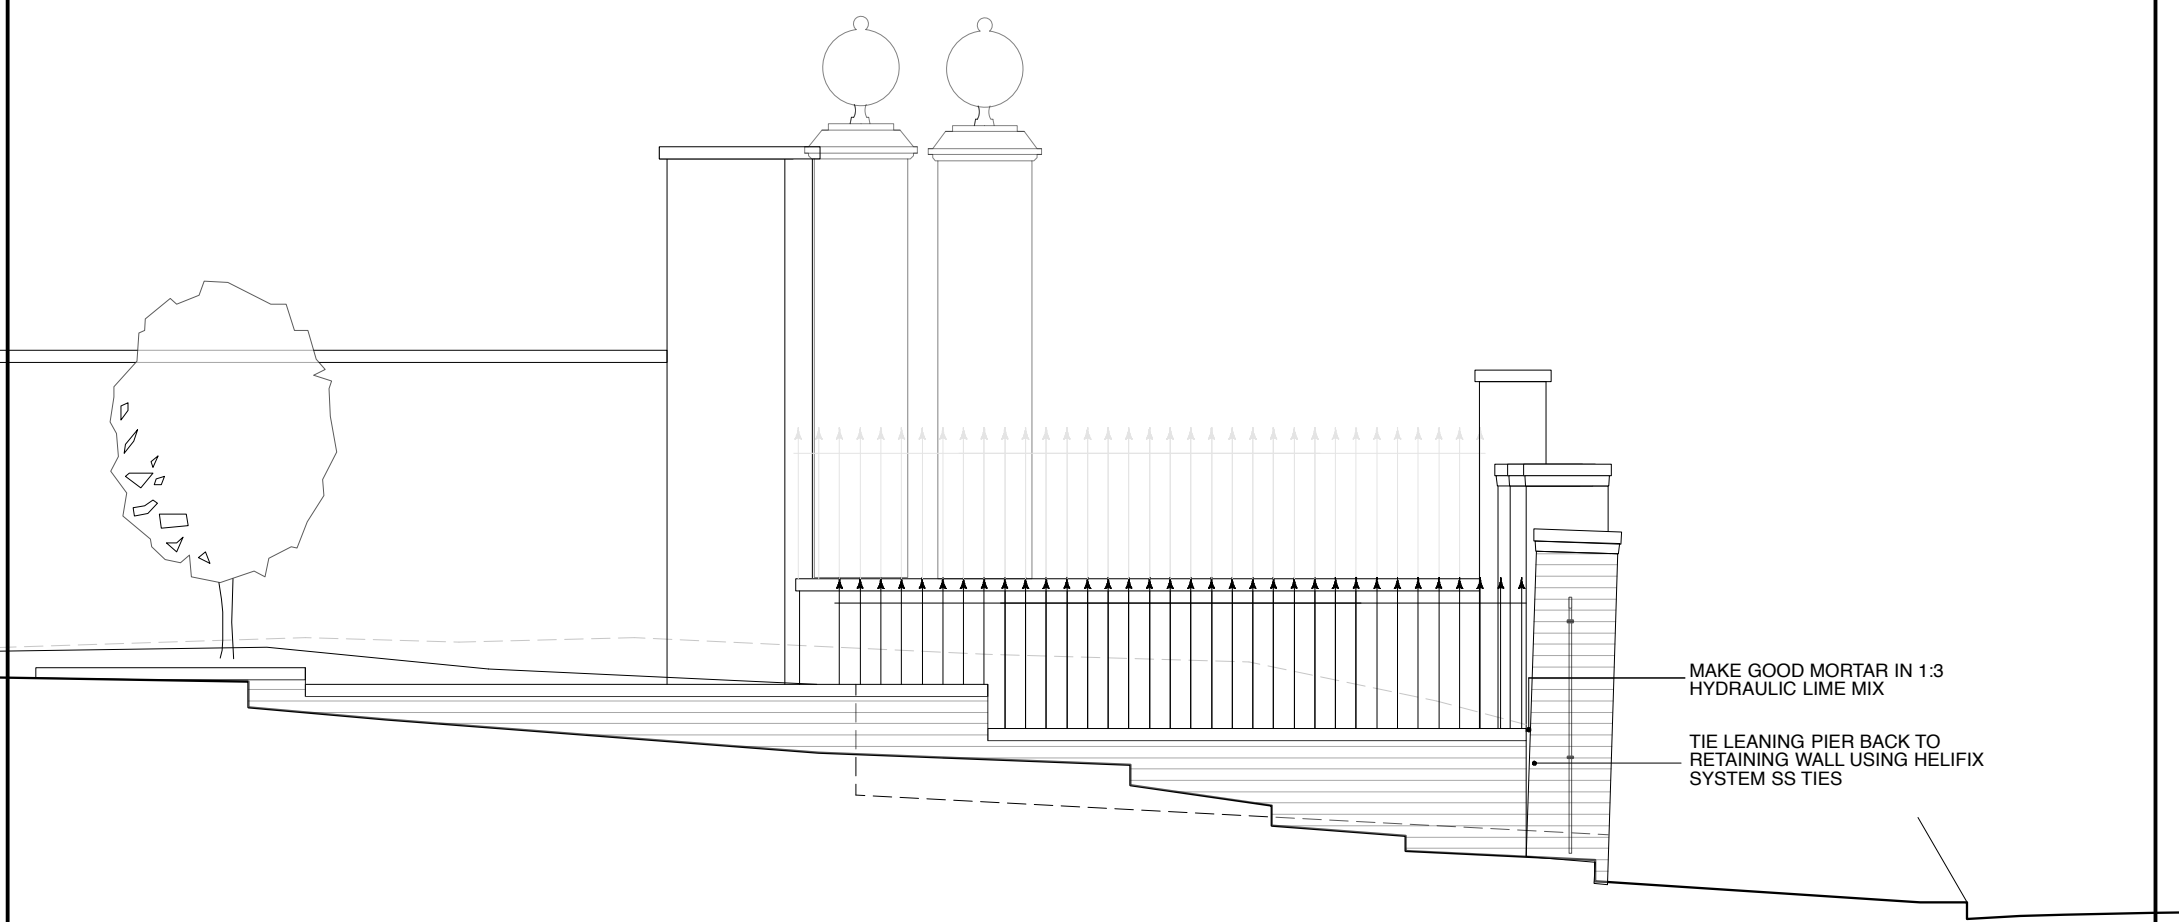 MAKE GOOD MORTAR IN 1:3
HYDRAULIC LIME MIX
TIE LEANING PIER BACK TO
RETAINING WALL USING HELIFIX
SYSTEM SS TIES